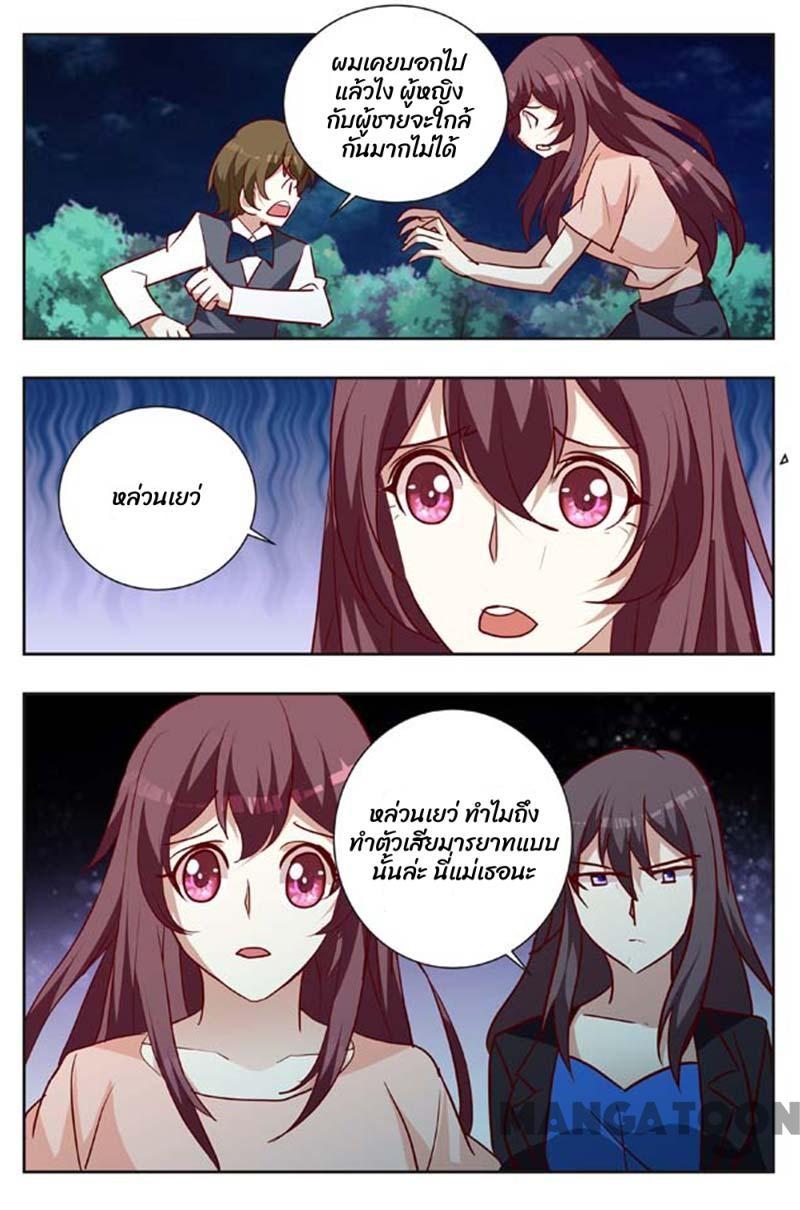 ผมเคยบอกไป
แล้วไง ผู้หญิง
กับผู้ชายจะใกล้
กันมากไม่ได้
หล่วนเยว่
หล่วนเยว่ ทำไมถึง
ทำตัวเสียมารยาทแบบ
นั้นล่ะ นี่แม่เธอนะ
MANGATOON